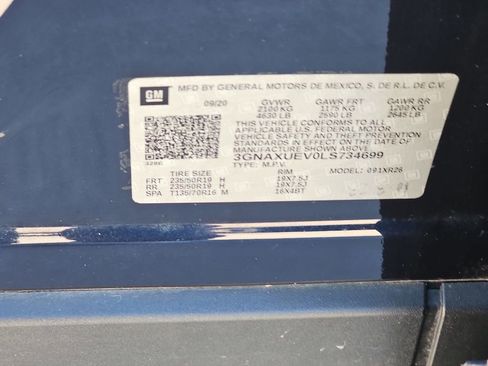 GM
MFD BY GENERAL MOTORS DE MEXICO, S. DE R.L. DE C.V.
09/20 GVWR GAWR FRT GAWR RR
2100 KG 1175 KG 1200 KG
4630 LB 2590 LB 2645 LB
THIS VEHICLE CONFORMS TO ALL
APPLICABLE U.S. FEDERAL MOTOR
VEHICLE SAFETY AND THEFT PREVENTION
STANDARDS IN EFFECT ON THE DATE OF
MANUFACTURE SHOWN ABOVE
3GNAXUEV0LS734699
TYPE: M.P.V.
TIRE SIZE RIM MODEL: 091XR26
FRT 235/50R19 H 19X7.5J
RR 235/50R19 H 19X7.5J
SPA T135/70R16 M 16X4BT